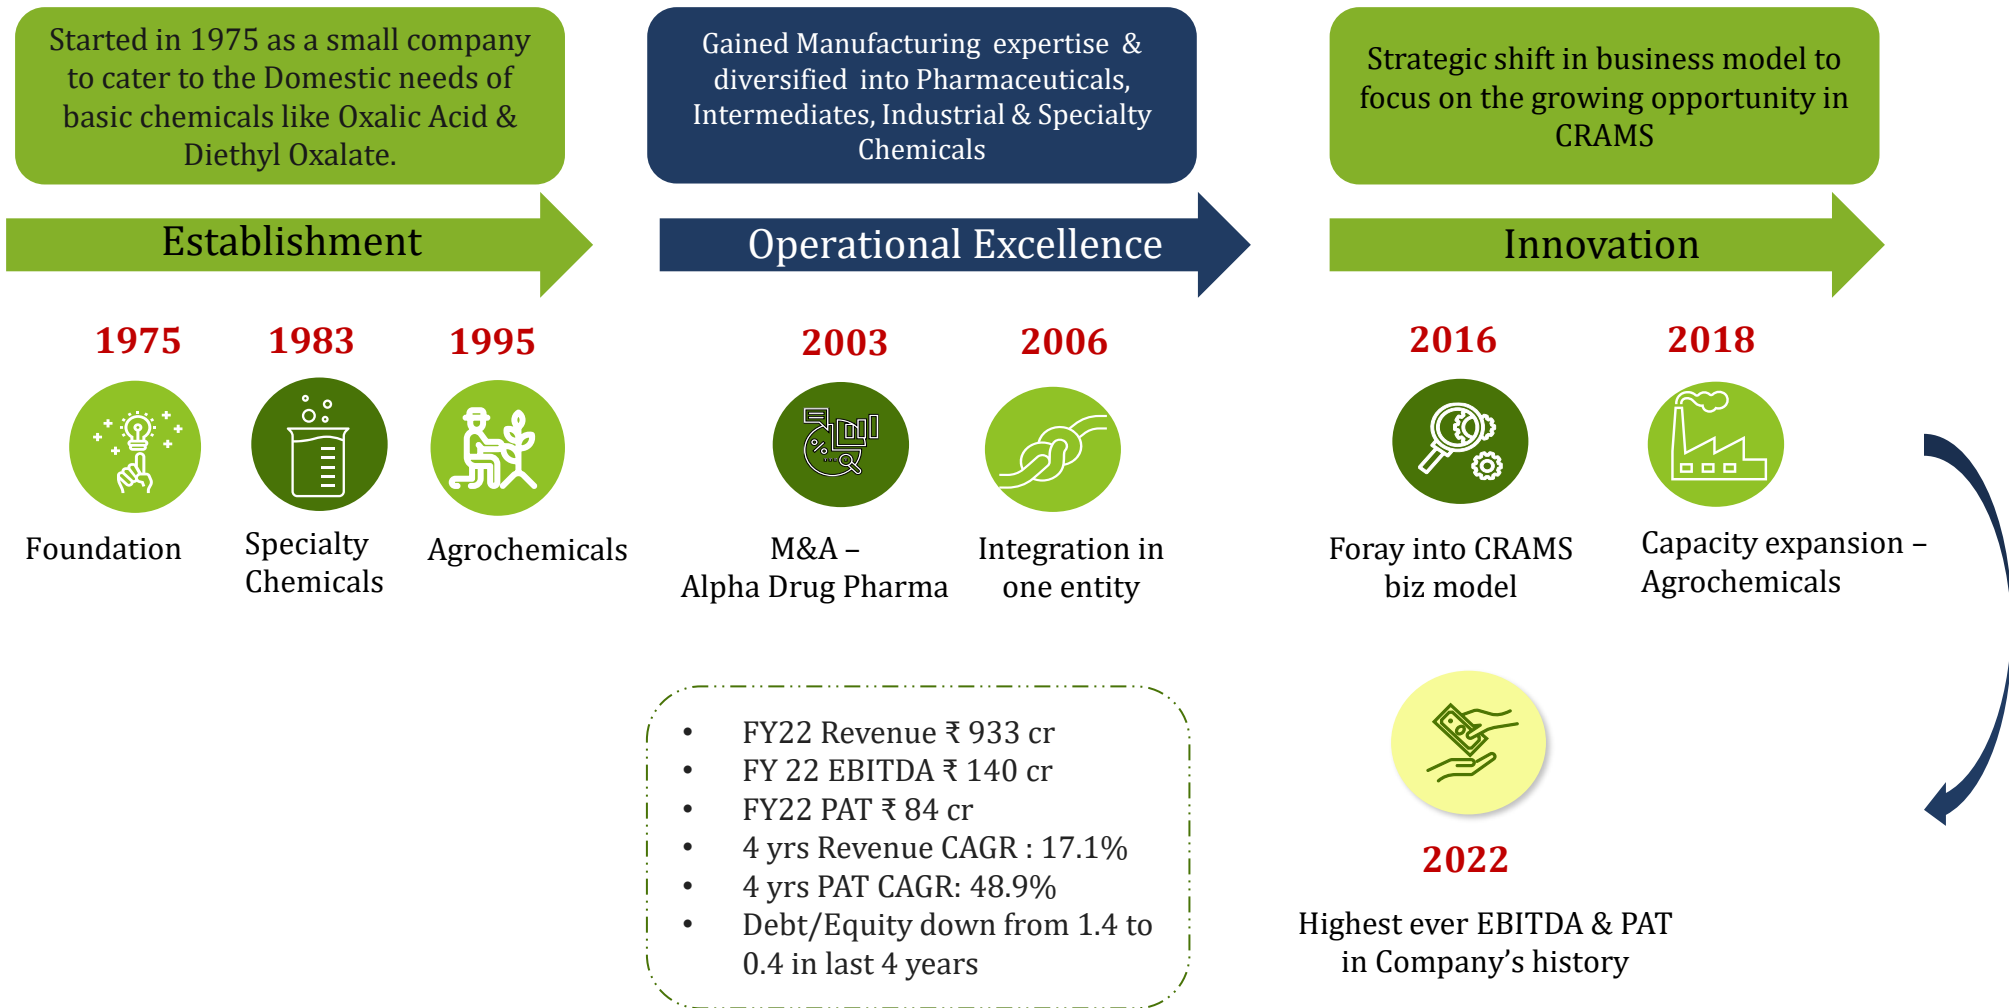 Started in 1975 as a small company
to cater to the Domestic needs of
basic chemicals like Oxalic Acid &
Diethyl Oxalate.
Gained Manufacturing expertise &
diversified into Pharmaceuticals,
Intermediates, Industrial & Specialty
Chemicals
Strategic shift in business model to
focus on the growing opportunity in
CRAMS
Establishment
Operational Excellence
Innovation
1975
1983
1995
2003
2006
2016
2018
%
Foundation
Specialty
Chemicals
Agrochemicals
M&A –
Alpha Drug Pharma
Integration in
one entity
Foray into CRAMS
biz model
Capacity expansion –
Agrochemicals
• FY22 Revenue ₹ 933 cr
• FY 22 EBITDA ₹ 140 cr
• FY22 PAT ₹ 84 cr
• 4 yrs Revenue CAGR : 17.1%
• 4 yrs PAT CAGR: 48.9%
• Debt/Equity down from 1.4 to
0.4 in last 4 years
2022
Highest ever EBITDA & PAT
in Company’s history